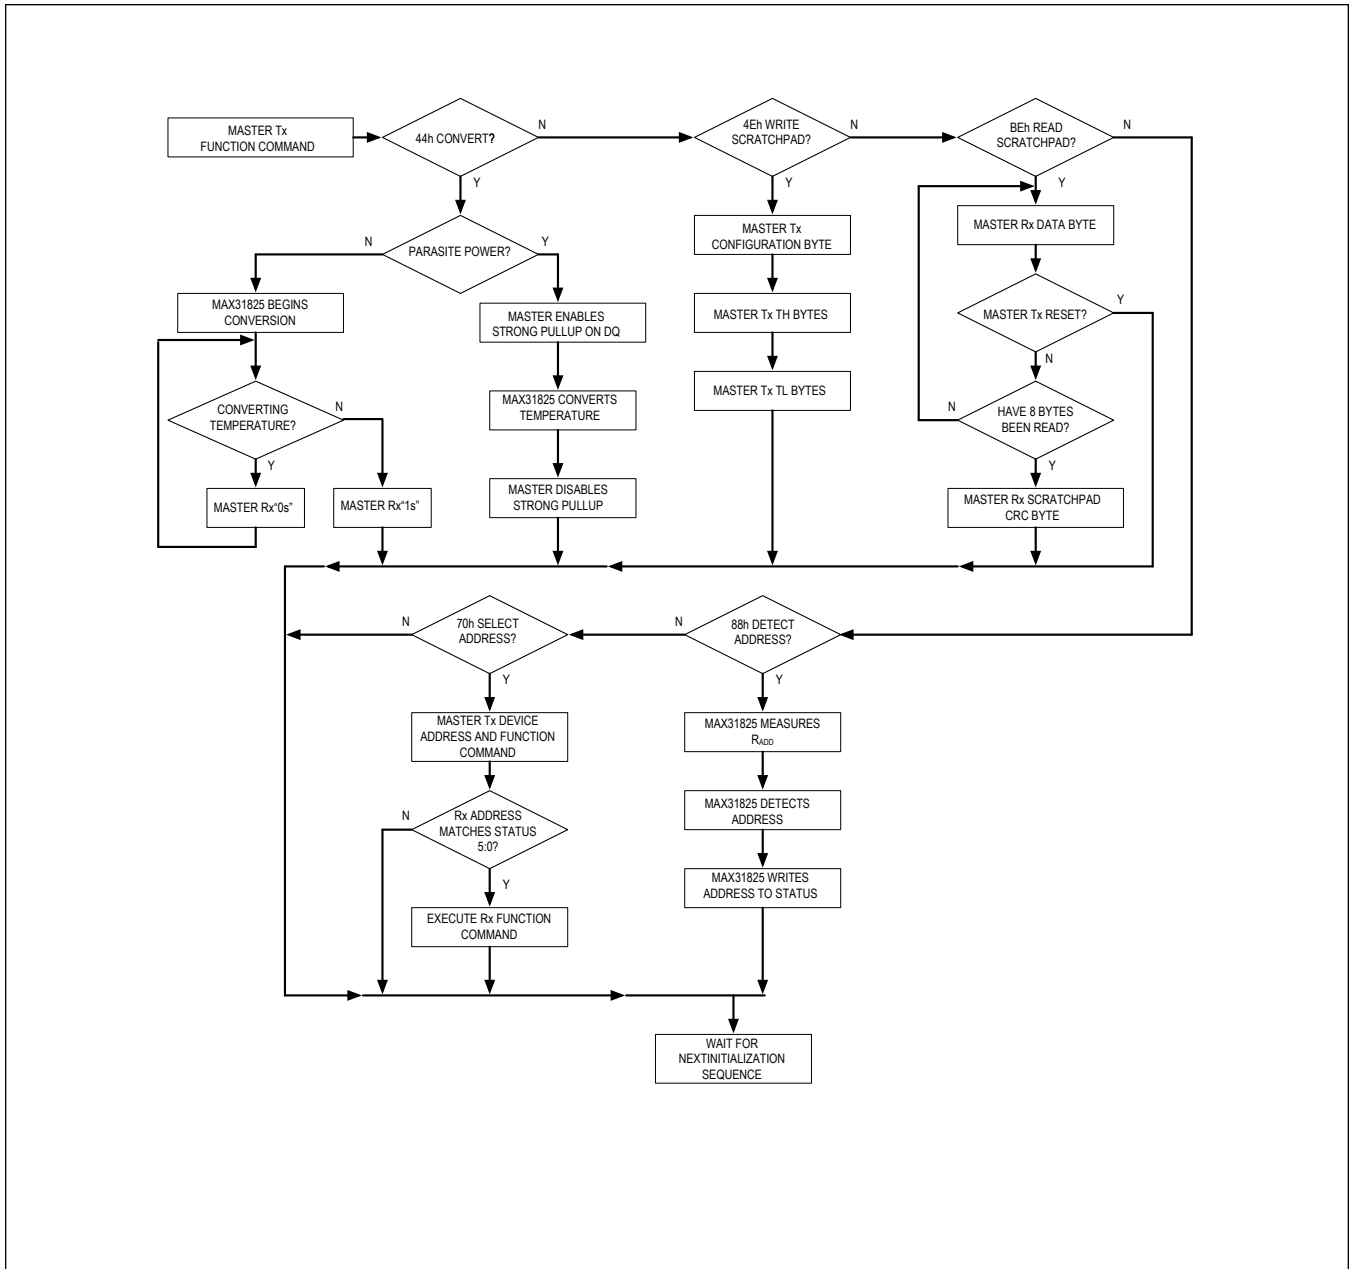 MASTER Tx
FUNCTION COMMAND
44h CONVERT?
N
4Eh WRITE
SCRATCHPAD?
N
BEh READ
SCRATCHPAD?
N
Y
Y
Y
PARASITE POWER?
N
Y
MASTER Tx
CONFIGURATION BYTE
MASTER Rx DATA BYTE
MAX31825 BEGINS
CONVERSION
MASTER ENABLES
STRONG PULLUP ON DQ
MASTER Tx TH BYTES
MASTER Tx RESET?
Y
N
CONVERTING
TEMPERATURE?
N
Y
MAX31825 CONVERTS
TEMPERATURE
MASTER Tx TL BYTES
HAVE 8 BYTES
BEEN READ?
N
Y
MASTER Rx“0s”
MASTER Rx“1s”
MASTER DISABLES
STRONG PULLUP
MASTER Rx SCRATCHPAD
CRC BYTE
70h SELECT
ADDRESS?
N
Y
88h DETECT
ADDRESS?
N
Y
MASTER Tx DEVICE
ADDRESS AND FUNCTION
COMMAND
MAX31825 MEASURES
RADD
Rx ADDRESS
MATCHES STATUS
5:0?
N
Y
MAX31825 DETECTS
ADDRESS
MAX31825 WRITES
ADDRESS TO STATUS
EXECUTE Rx FUNCTION
COMMAND
WAIT FOR
NEXTINITIALIZATION
SEQUENCE